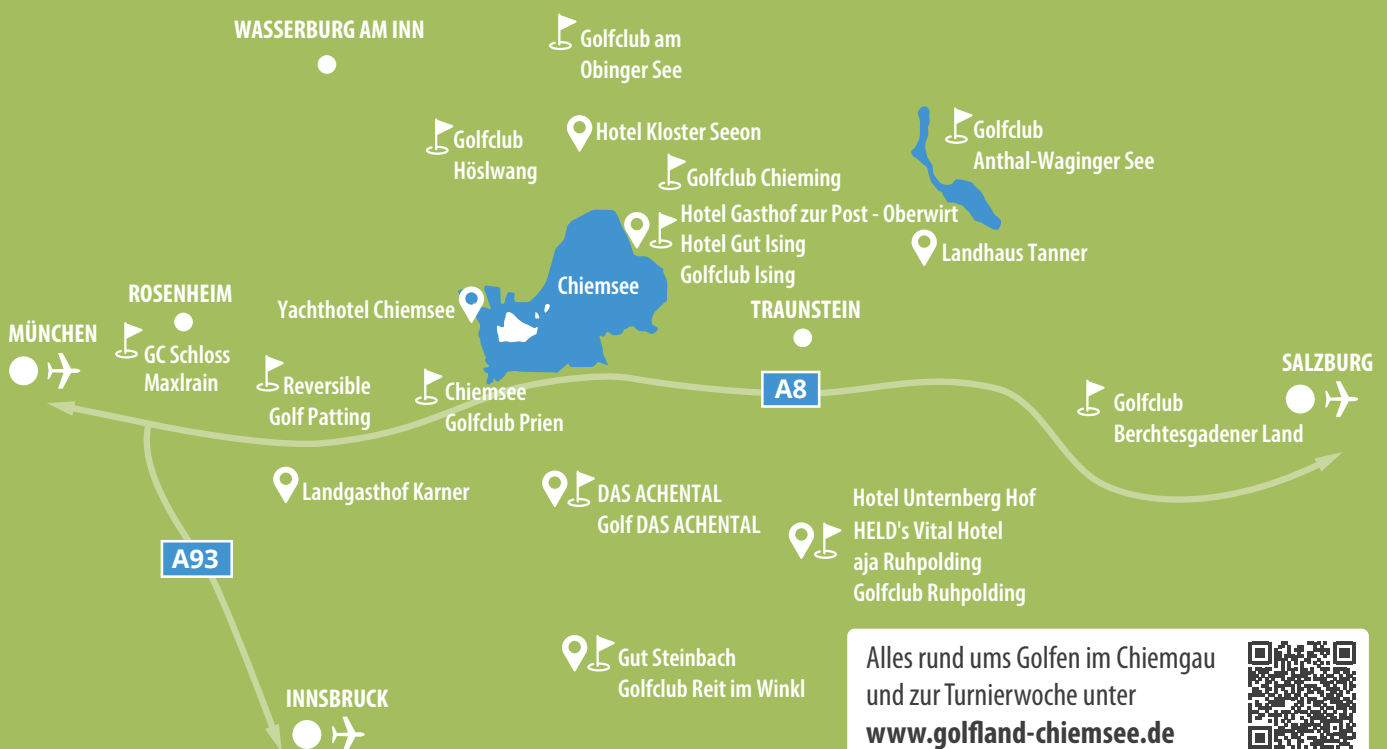 WASSERBURG AM INN
Golfclub am
Obinger See
Golfclub
Höslwang
Hotel Kloster Seeon
Golfclub
Anthal-Waginger See
Golfclub Chieming
Hotel Gasthof zur Post - Oberwirt
Hotel Gut Ising
Golfclub Ising
Landhaus Tanner
Chiemsee
ROSENHEIM
Yachthotel Chiemsee
TRAUNSTEIN
MÜNCHEN
GC Schloss
Maxlrain
Reversible
Golf Patting
Chiemsee
Golfclub Prien
A8
SALZBURG
Golfclub
Berchtesgadener Land
Landgasthof Karner
DAS ACHENTAL
Golf DAS ACHENTAL
Hotel Unternberg Hof
HELD's Vital Hotel
aja Ruhpolding
Golfclub Ruhpolding
A93
Gut Steinbach
Golfclub Reit im Winkl
INNSBRUCK
Alles rund ums Golfen im Chiemgau
und zur Turnierwoche unter
www.golfland-chiemsee.de